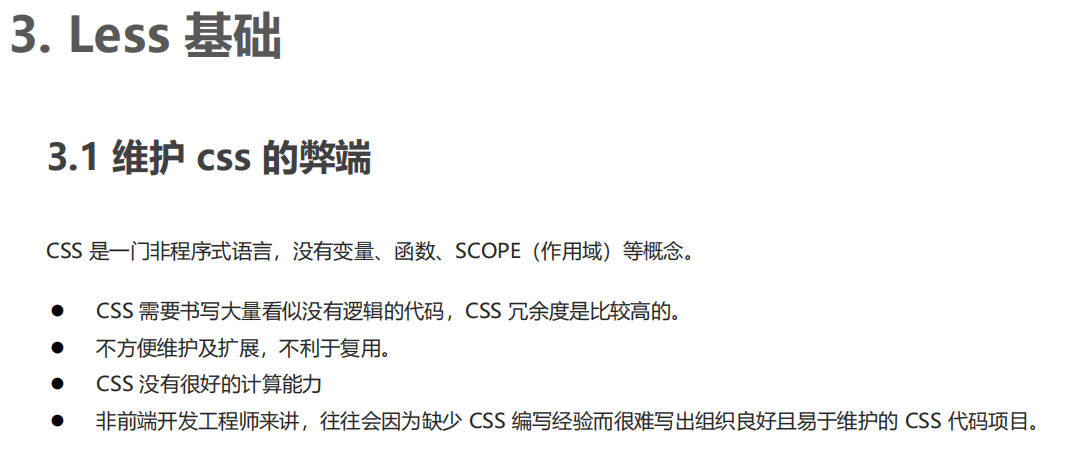 3. Less 基础
3.1 维护 css 的弊端
CSS 是一门非程序式语言，没有变量、函数、SCOPE（作用域）等概念。
● CSS 需要书写大量看似没有逻辑的代码，CSS 冗余度是比较高的。
● 不方便维护及扩展，不利于复用。
● CSS 没有很好的计算能力
● 非前端开发工程师来讲，往往会因为缺少 CSS 编写经验而很难写出组织良好且易于维护的 CSS 代码项目。